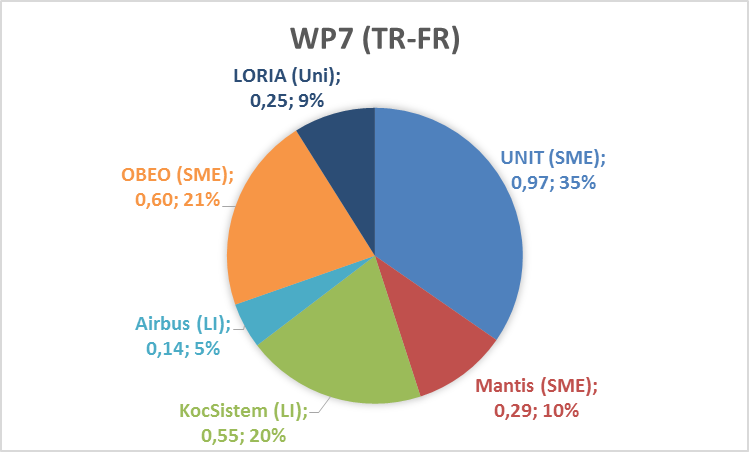 WP7 (TR-FR)
LORIA (Uni);
0,25; 9%
UNIT (SME);
0,97; 35%
OBEO (SME);
0,60; 21%
Airbus (LI);
0,14; 5%
Mantis (SME);
0,29; 10%
KocSistem (LI);
0,55; 20%